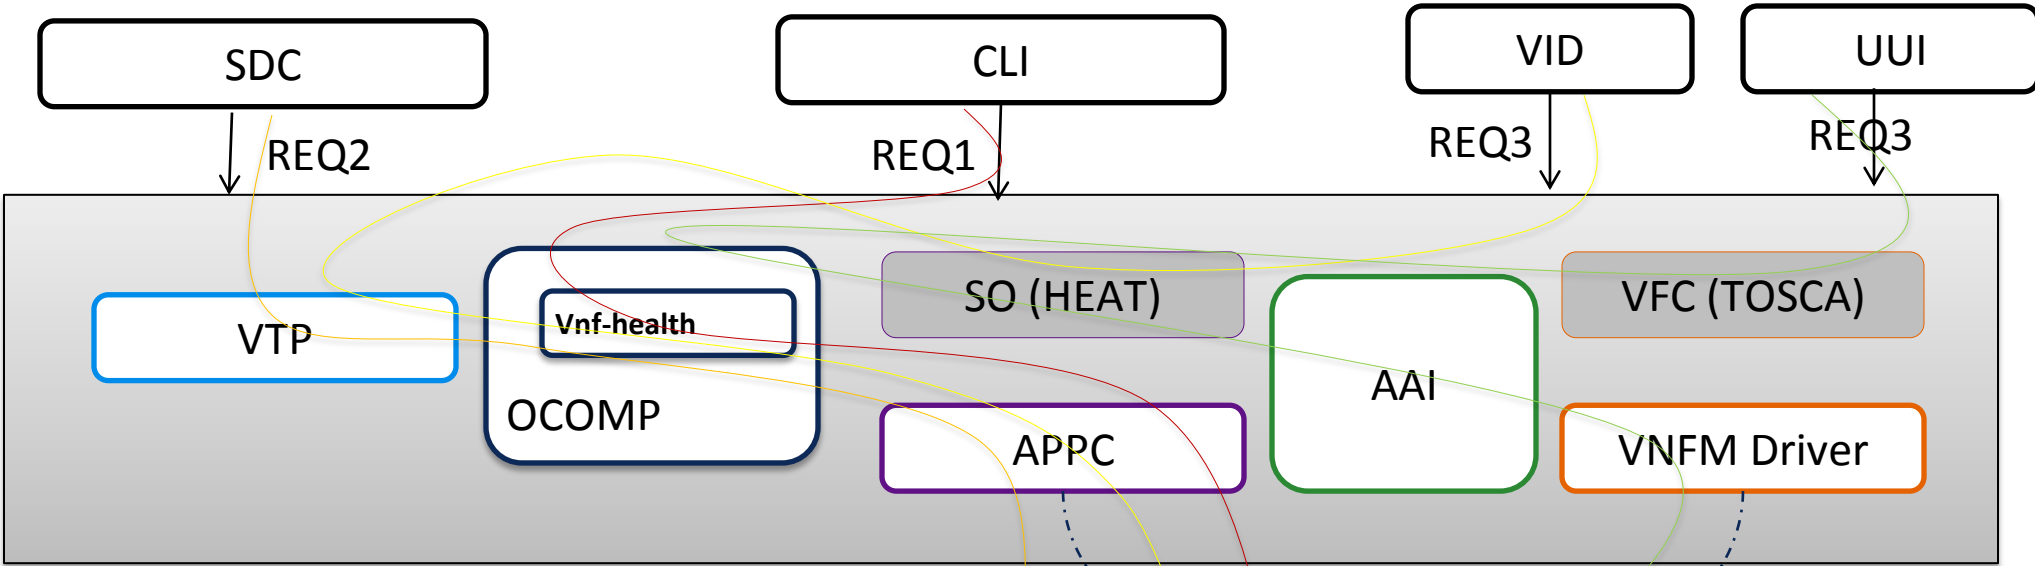 SDC
CLI
VID
UUI
REQ2
REQ1
REQ3
REQ3
VTP
Vnf-health
OCOMP
SO (HEAT)
AAI
VFC (TOSCA)
APPC
VNFM Driver